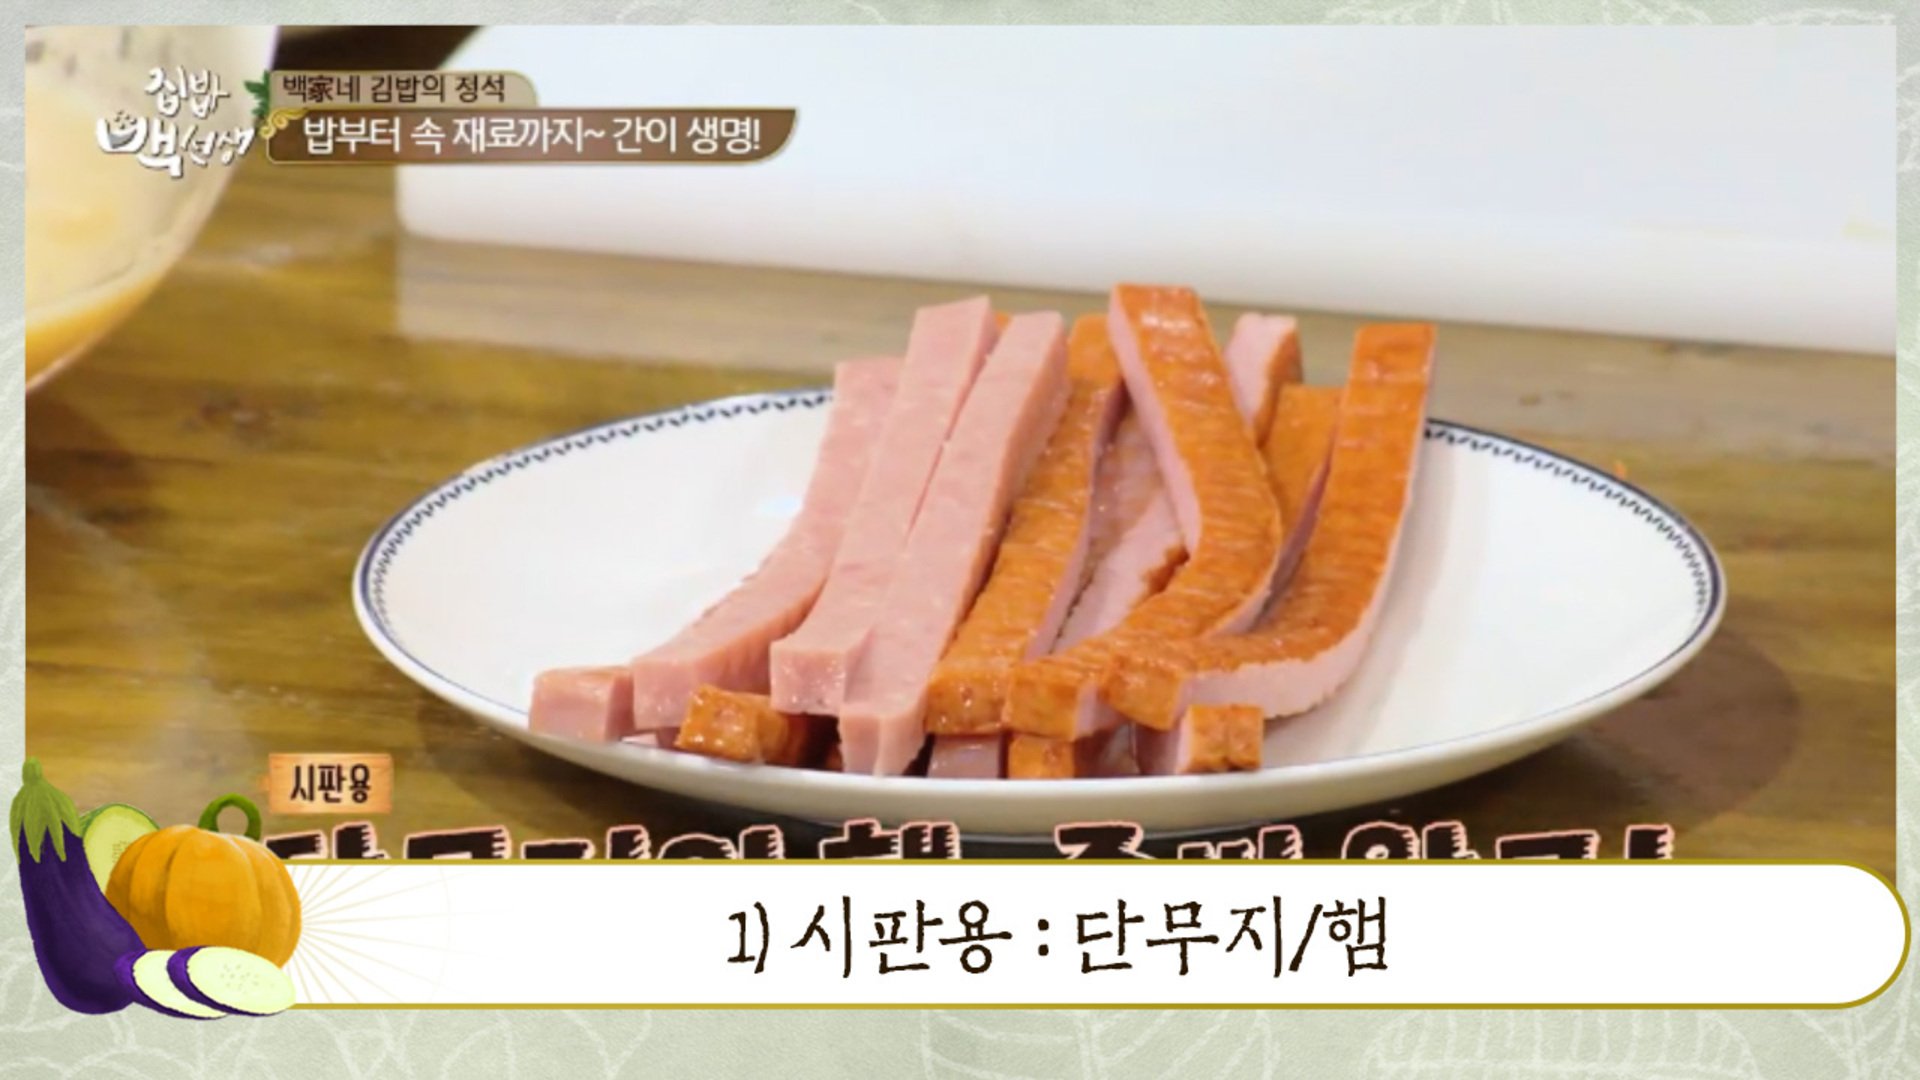 집밥
백선생
백家네 김밥의 정석
밥부터 속 재료까지~ 간이 생명!
시판용
1) 시판용 : 단무지/햄